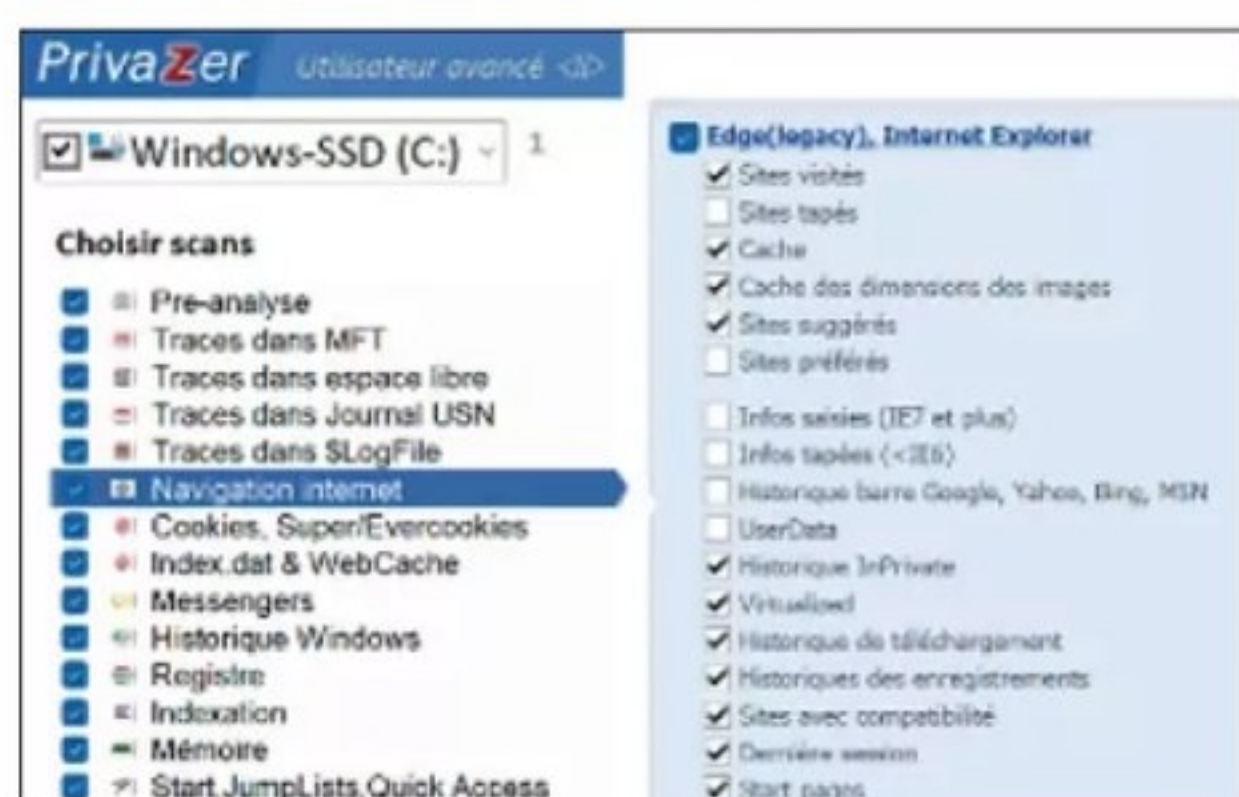 PrivaZer Utilisateur avancé
Windows-SSD (C:) 1
Choisir scans
Pre-analyse
Traces dans MFT
Traces dans espace libre
Traces dans Journal USN
Traces dans $LogFile
Navigation internet
Cookies, Super/Evercookies
Index.dat & WebCache
Messengers
Historique Windows
Registre
Indexation
Mémoire
Start,JumpLists,Quick Access
Edge(legacy), Internet Explorer
Sites visités
Sites tapés
Cache
Cache des dimensions des images
Sites suggérés
Sites préférés
Infos saisies (IE7 et plus)
Infos tapées (<IE6)
Historique barre Google, Yahoo, Bing, MSN
UserData
Historique InPrivate
Virtualized
Historique de téléchargement
Historiques des enregistrements
Sites avec compatibilité
Dernière session
Start pages